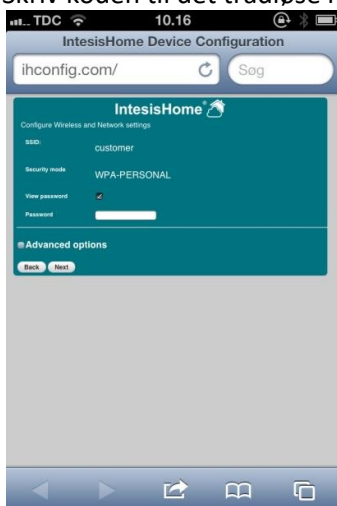 Skriv koden til det trådløse
TDC 10.16
IntesisHome Device Configuration
ihconfig.com/ Søg
IntesisHome
Configure Wireless and Network settings
SSID: customer
Security mode WPA-PERSONAL
View password
Password
Advanced options
Back Next